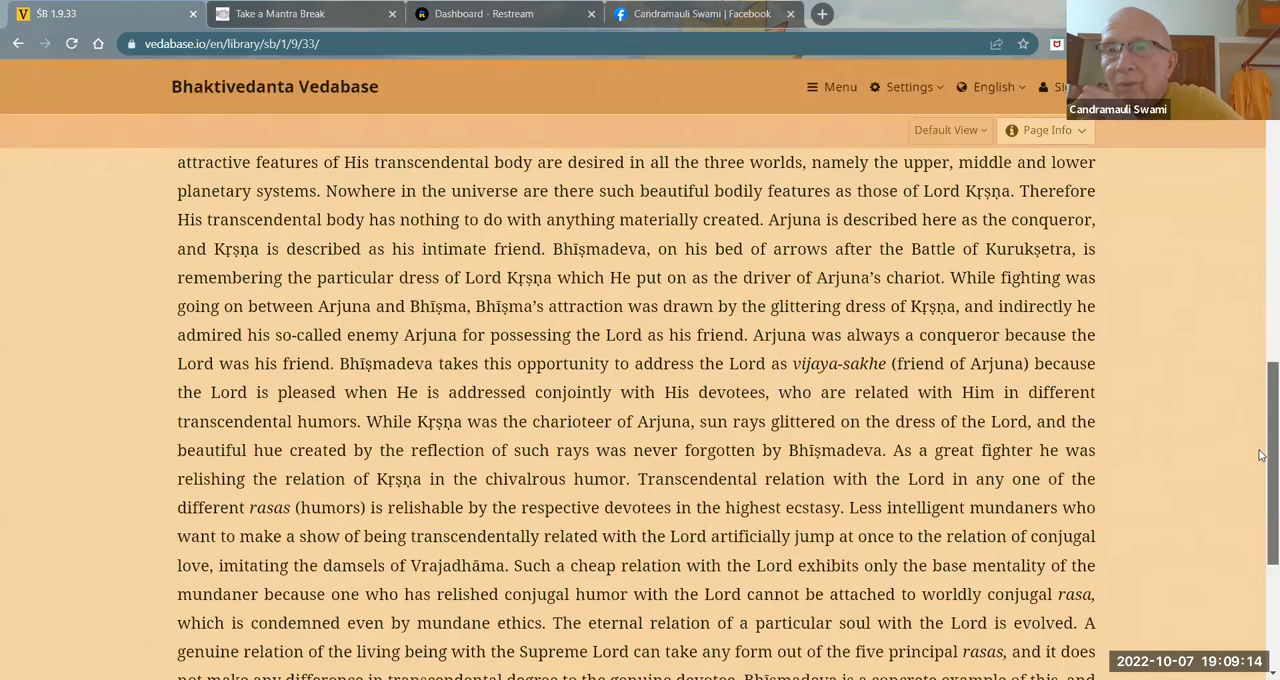 ŚB 1.9.33
Take a Mantra Break
Dashboard - Restream
Candramauli Swami | Facebook
vedabase.io/en/library/sb/1/9/33/
Bhaktivedanta Vedabase
Menu
Settings
English
Candramauli Swami
Default View
Page Info
attractive features of His transcendental body are desired in all the three worlds, namely the upper, middle and lower
planetary systems. Nowhere in the universe are there such beautiful bodily features as those of Lord Kṛṣṇa. Therefore
His transcendental body has nothing to do with anything materially created. Arjuna is described here as the conqueror,
and Kṛṣṇa is described as his intimate friend. Bhīṣmadeva, on his bed of arrows after the Battle of Kurukṣetra, is
remembering the particular dress of Lord Kṛṣṇa which He put on as the driver of Arjuna’s chariot. While fighting was
going on between Arjuna and Bhīṣma, Bhīṣma’s attraction was drawn by the glittering dress of Kṛṣṇa, and indirectly he
admired his so-called enemy Arjuna for possessing the Lord as his friend. Arjuna was always a conqueror because the
Lord was his friend. Bhīṣmadeva takes this opportunity to address the Lord as vijaya-sakhe (friend of Arjuna) because
the Lord is pleased when He is addressed conjointly with His devotees, who are related with Him in different
transcendental humors. While Kṛṣṇa was the charioteer of Arjuna, sun rays glittered on the dress of the Lord, and the
beautiful hue created by the reflection of such rays was never forgotten by Bhīṣmadeva. As a great fighter he was
relishing the relation of Kṛṣṇa in the chivalrous humor. Transcendental relation with the Lord in any one of the
different rasas (humors) is relishable by the respective devotees in the highest ecstasy. Less intelligent mundaners who
want to make a show of being transcendentally related with the Lord artificially jump at once to the relation of conjugal
love, imitating the damsels of Vrajadhāma. Such a cheap relation with the Lord exhibits only the base mentality of the
mundaner because one who has relished conjugal humor with the Lord cannot be attached to worldly conjugal rasa,
which is condemned even by mundane ethics. The eternal relation of a particular soul with the Lord is evolved. A
genuine relation of the living being with the Supreme Lord can take any form out of the five principal rasas, and it does
not make any difference in transcendental degree to the genuine devotee. Bhīṣmadeva is a concrete example of this, and
2022-10-07 19:09:14